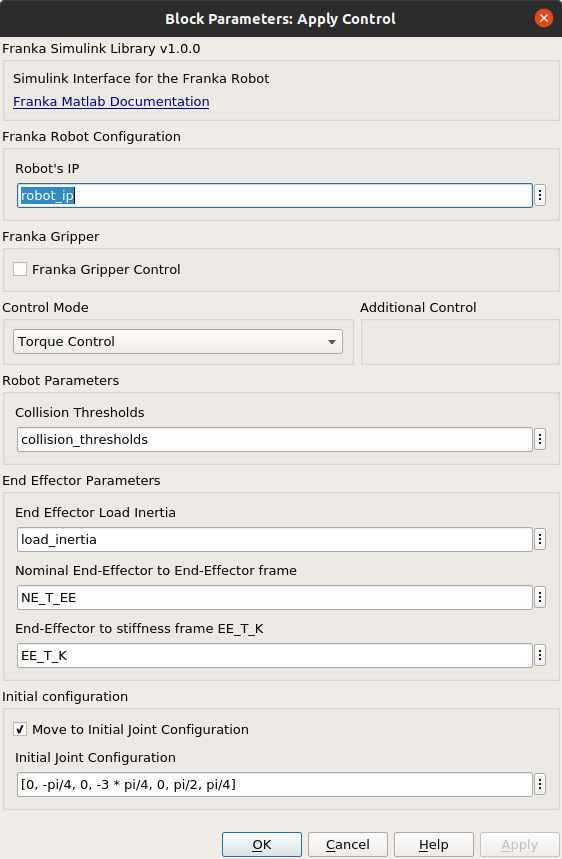 Block Parameters: Apply Control
Franka Simulink Library v1.0.0
Simulink Interface for the Franka Robot
Franka Matlab Documentation
Franka Robot Configuration
Robot's IP
robot_ip
Franka Gripper
Franka Gripper Control
Control Mode
Additional Control
Torque Control
Robot Parameters
Collision Thresholds
collision_thresholds
End Effector Parameters
End Effector Load Inertia
load_inertia
Nominal End-Effector to End-Effector frame
NE_T_EE
End-Effector to stiffness frame EE_T_K
EE_T_K
Initial configuration
Move to Initial Joint Configuration
Initial Joint Configuration
[0, -pi/4, 0, -3 * pi/4, 0, pi/2, pi/4]
OK Cancel Help Apply